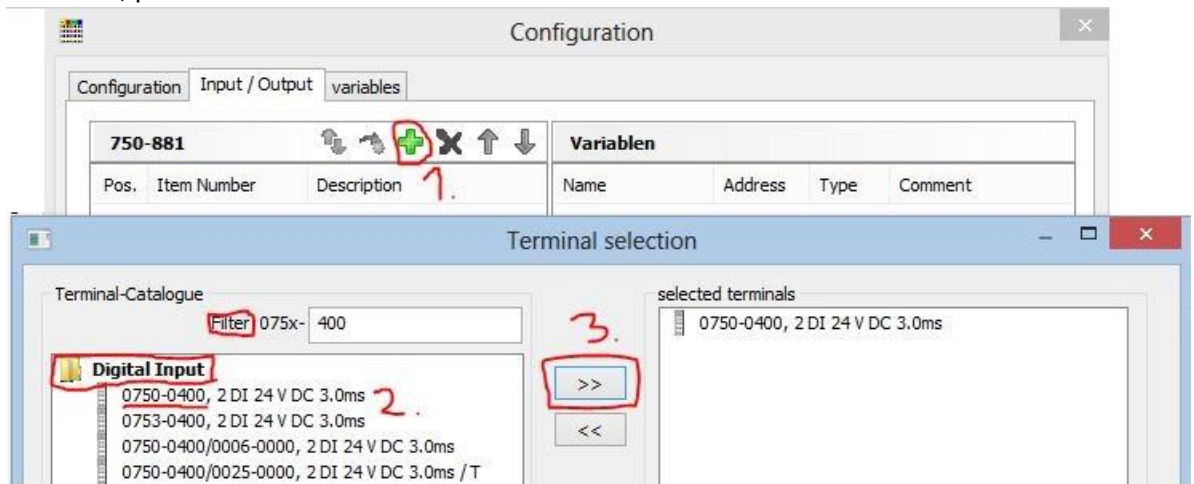 Configuration
Configuration Input / Output variables
750-881 Variablen
Pos. Item Number Description Name Address Type Comment
1.
Terminal selection
Terminal-Catalogue selected terminals
Filter 075x- 400
0750-0400, 2 DI 24 V DC 3.0ms
3.
Digital Input
0750-0400, 2 DI 24 V DC 3.0ms
2.
>>
0753-0400, 2 DI 24 V DC 3.0ms
<<
0750-0400/0006-0000, 2 DI 24 V DC 3.0ms
0750-0400/0025-0000, 2 DI 24 V DC 3.0ms / T